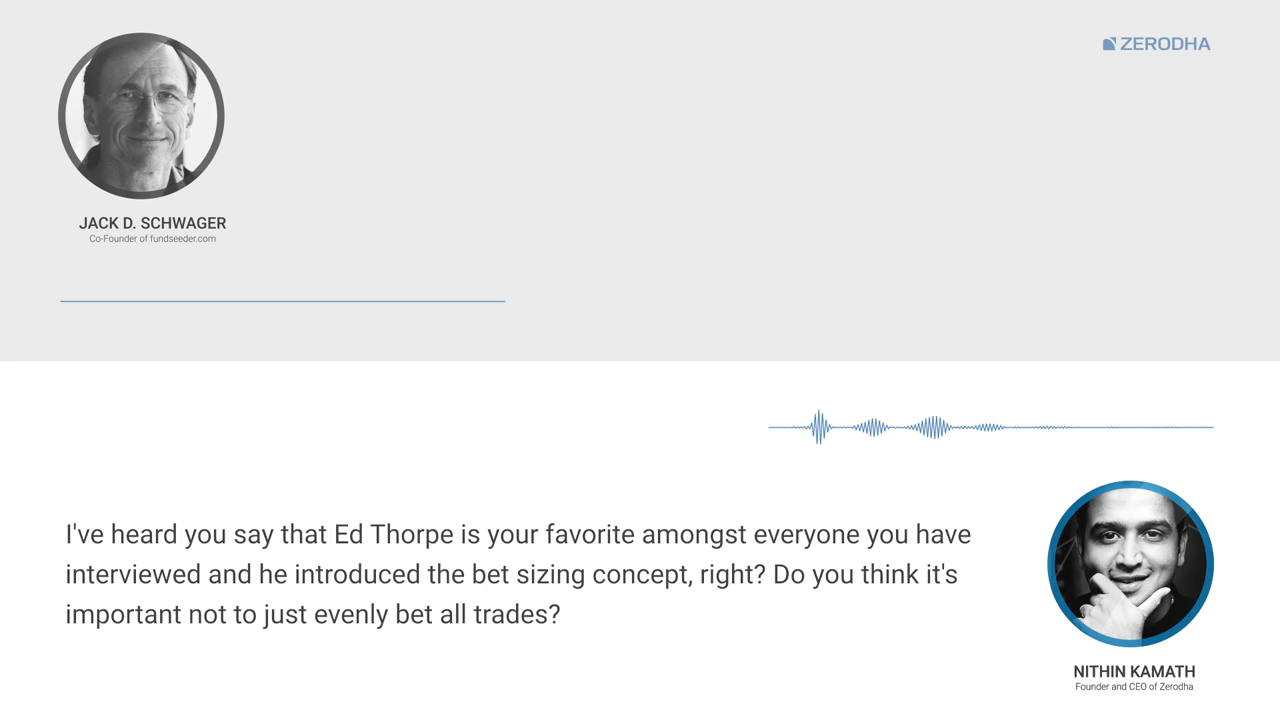 ZERODHA
JACK D. SCHWAGER
Co-Founder of fundseeder.com
I've heard you say that Ed Thorpe is your favorite amongst everyone you have
interviewed and he introduced the bet sizing concept, right? Do you think it's
important not to just evenly bet all trades?
NITHIN KAMATH
Founder and CEO of Zerodha